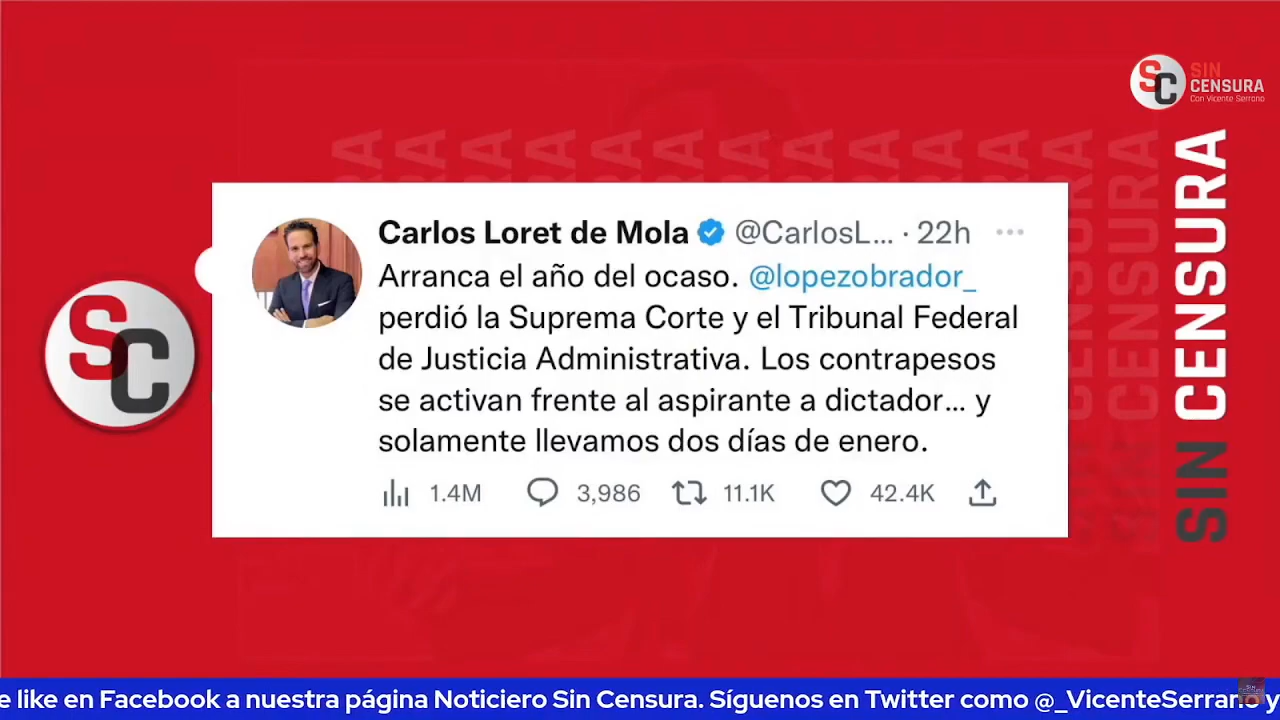 SC
SIN
CENSURA
Con Vicente Serrano
SIN CENSURA
Carlos Loret de Mola @CarlosL... · 22h
Arranca el año del ocaso. @lopezobrador_
perdió la Suprema Corte y el Tribunal Federal
de Justicia Administrativa. Los contrapesos
se activan frente al aspirante a dictador... y
solamente llevamos dos días de enero.
1.4M 3,986 11.1K 42.4K
SC
e like en Facebook a nuestra página Noticiero Sin Censura. Síguenos en Twitter como @_VicenteSerrano y